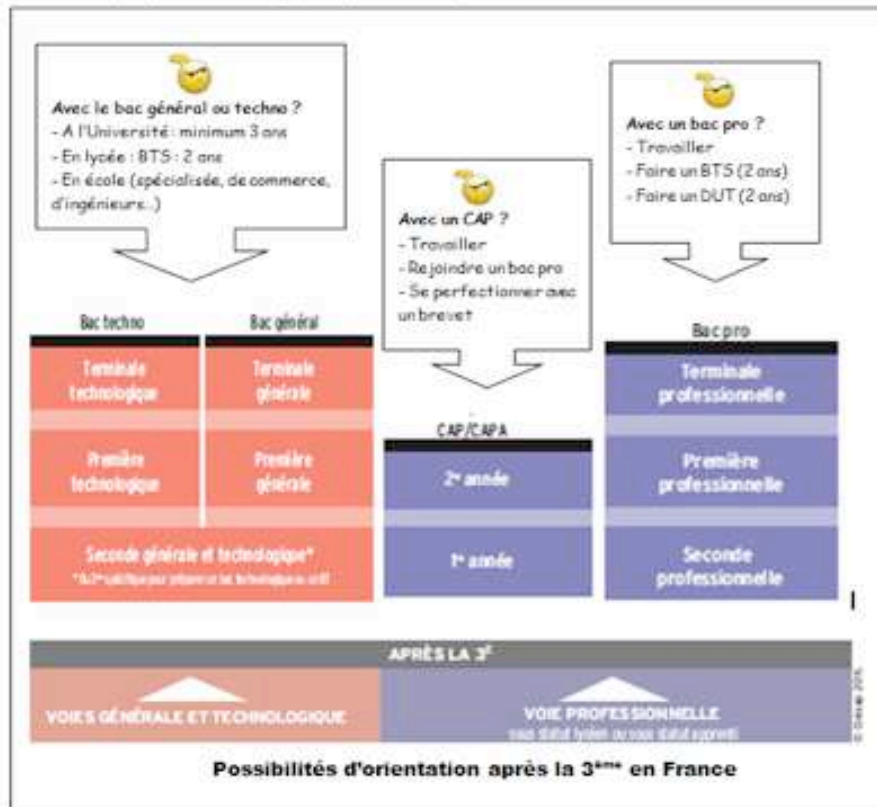 Avec le bac général ou techno ?
- A l'Université : minimum 3 ans
- En lycée : BTS : 2 ans
- En école (spécialisée, de commerce,
d'ingénieurs...)
Avec un CAP ?
- Travailler
- Rejoindre un bac pro
- Se perfectionner avec
un brevet
Avec un bac pro ?
- Travailler
- Faire un BTS (2 ans)
- Faire un DUT (2 ans)
Bac techno
Bac général
Terminale
technologique
Terminale
générale
Première
technologique
Première
générale
Seconde générale et technologique*
CAP/CAPA
2e année
1e année
Bac pro
Terminale
professionnelle
Première
professionnelle
Seconde
professionnelle
APRÈS LA 3E
VOIES GÉNÉRALE ET TECHNOLOGIQUE
VOIE PROFESSIONNELLE
sous statut lycéen ou sous statut apprenti
Possibilités d'orientation après la 3ème en France